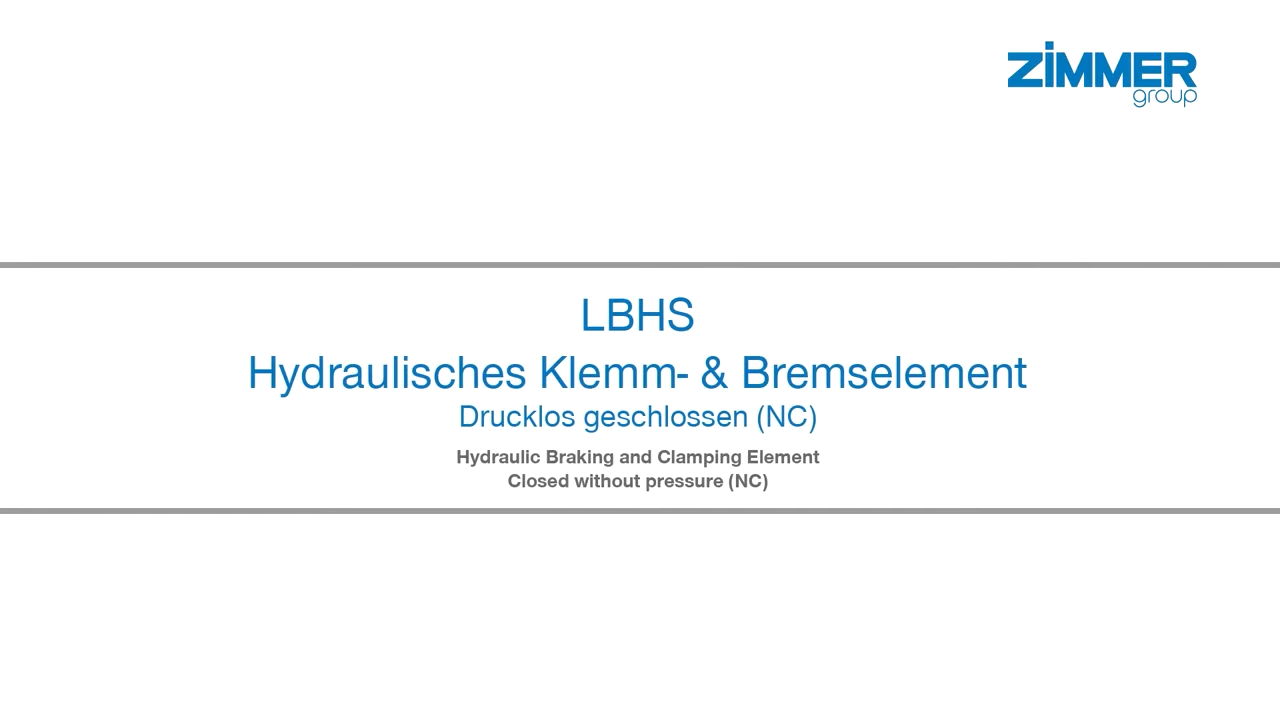 ZIMMER
group
LBHS
Hydraulisches Klemm- & Bremselement
Drucklos geschlossen (NC)
Hydraulic Braking and Clamping Element
Closed without pressure (NC)